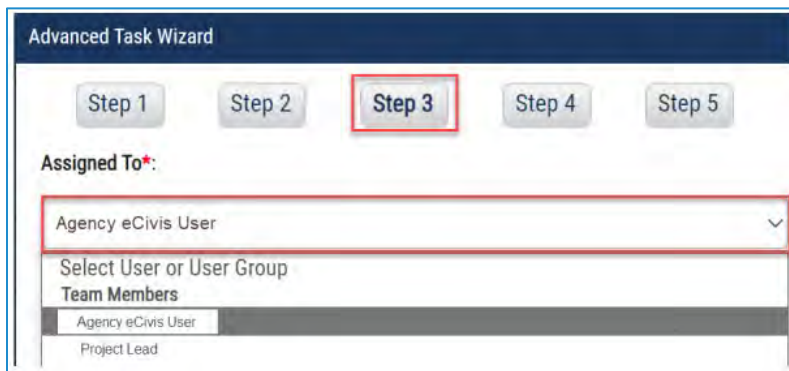 Advanced Task Wizard
Step 1 Step 2 Step 3 Step 4 Step 5
Assigned To*:
Agency eCivis User
Select User or User Group
Team Members
Agency eCivis User
Project Lead